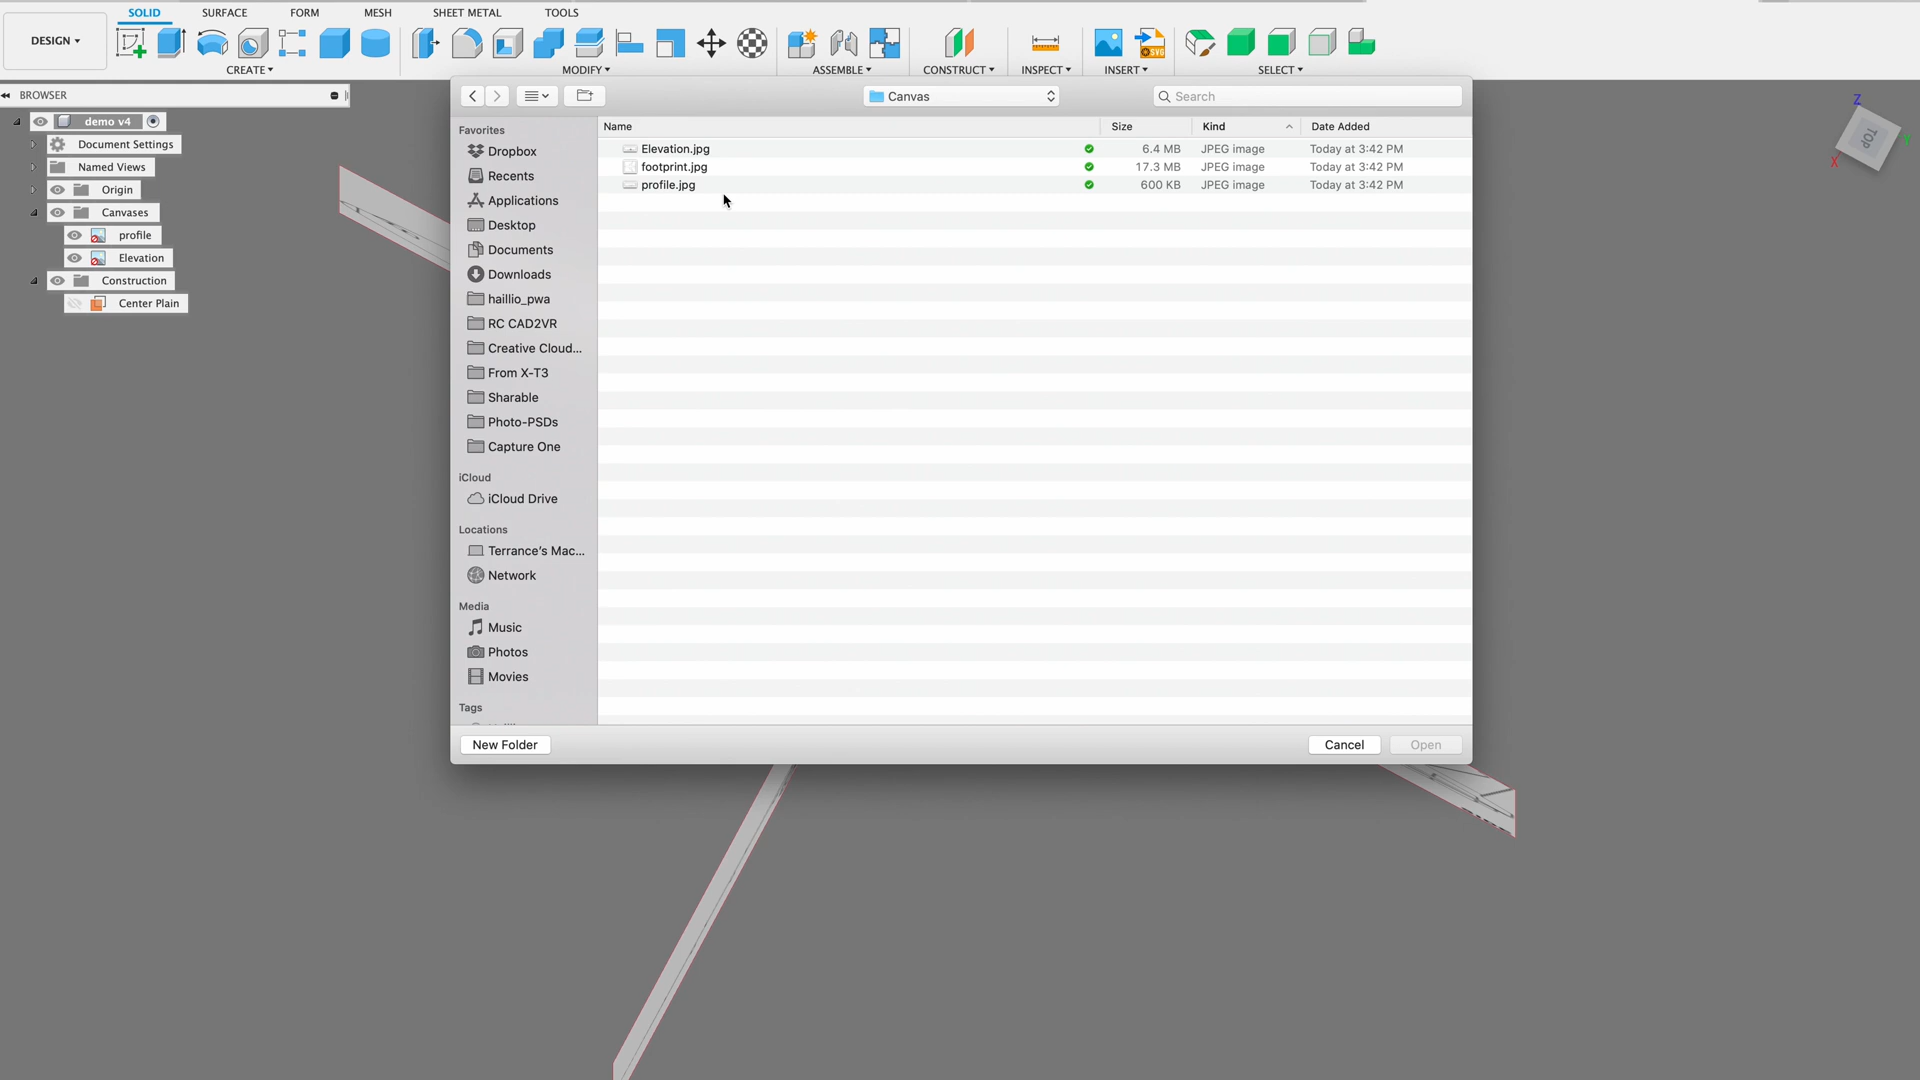 SOLID SURFACE FORM MESH SHEET METAL TOOLS
DESIGN
CREATE MODIFY ASSEMBLE CONSTRUCT INSPECT INSERT SELECT
BROWSER
demo v4
Document Settings
Named Views
Origin
Canvases
profile
Elevation
Construction
Center Plain
Canvas
Search
Favorites
Dropbox
Recents
Applications
Desktop
Documents
Downloads
haillio_pwa
RC CAD2VR
Creative Cloud...
From X-T3
Sharable
Photo-PSDs
Capture One
iCloud
iCloud Drive
Locations
Terrance's Mac...
Network
Media
Music
Photos
Movies
Tags
Name Size Kind Date Added
Elevation.jpg 6.4 MB JPEG image Today at 3:42 PM
footprint.jpg 17.3 MB JPEG image Today at 3:42 PM
profile.jpg 600 KB JPEG image Today at 3:42 PM
New Folder Cancel Open
Z
TOP
X
Y
SVG